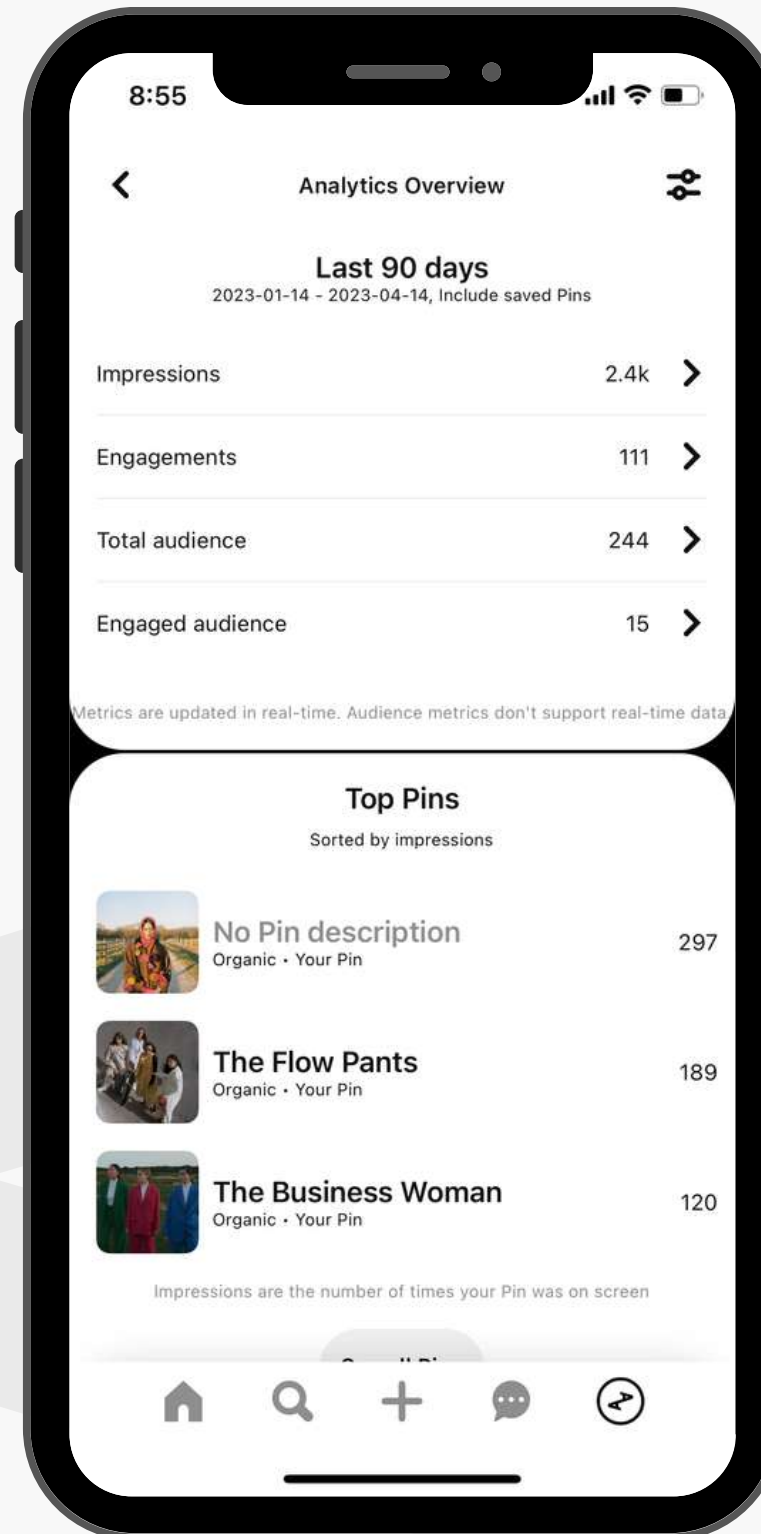 8:55
Analytics Overview
Last 90 days
2023-01-14 - 2023-04-14, Include saved Pins
Impressions 2.4k
Engagements 111
Total audience 244
Engaged audience 15
Metrics are updated in real-time. Audience metrics don't support real-time data
Top Pins
Sorted by impressions
No Pin description
Organic • Your Pin
297
The Flow Pants
Organic • Your Pin
189
The Business Woman
Organic • Your Pin
120
Impressions are the number of times your Pin was on screen